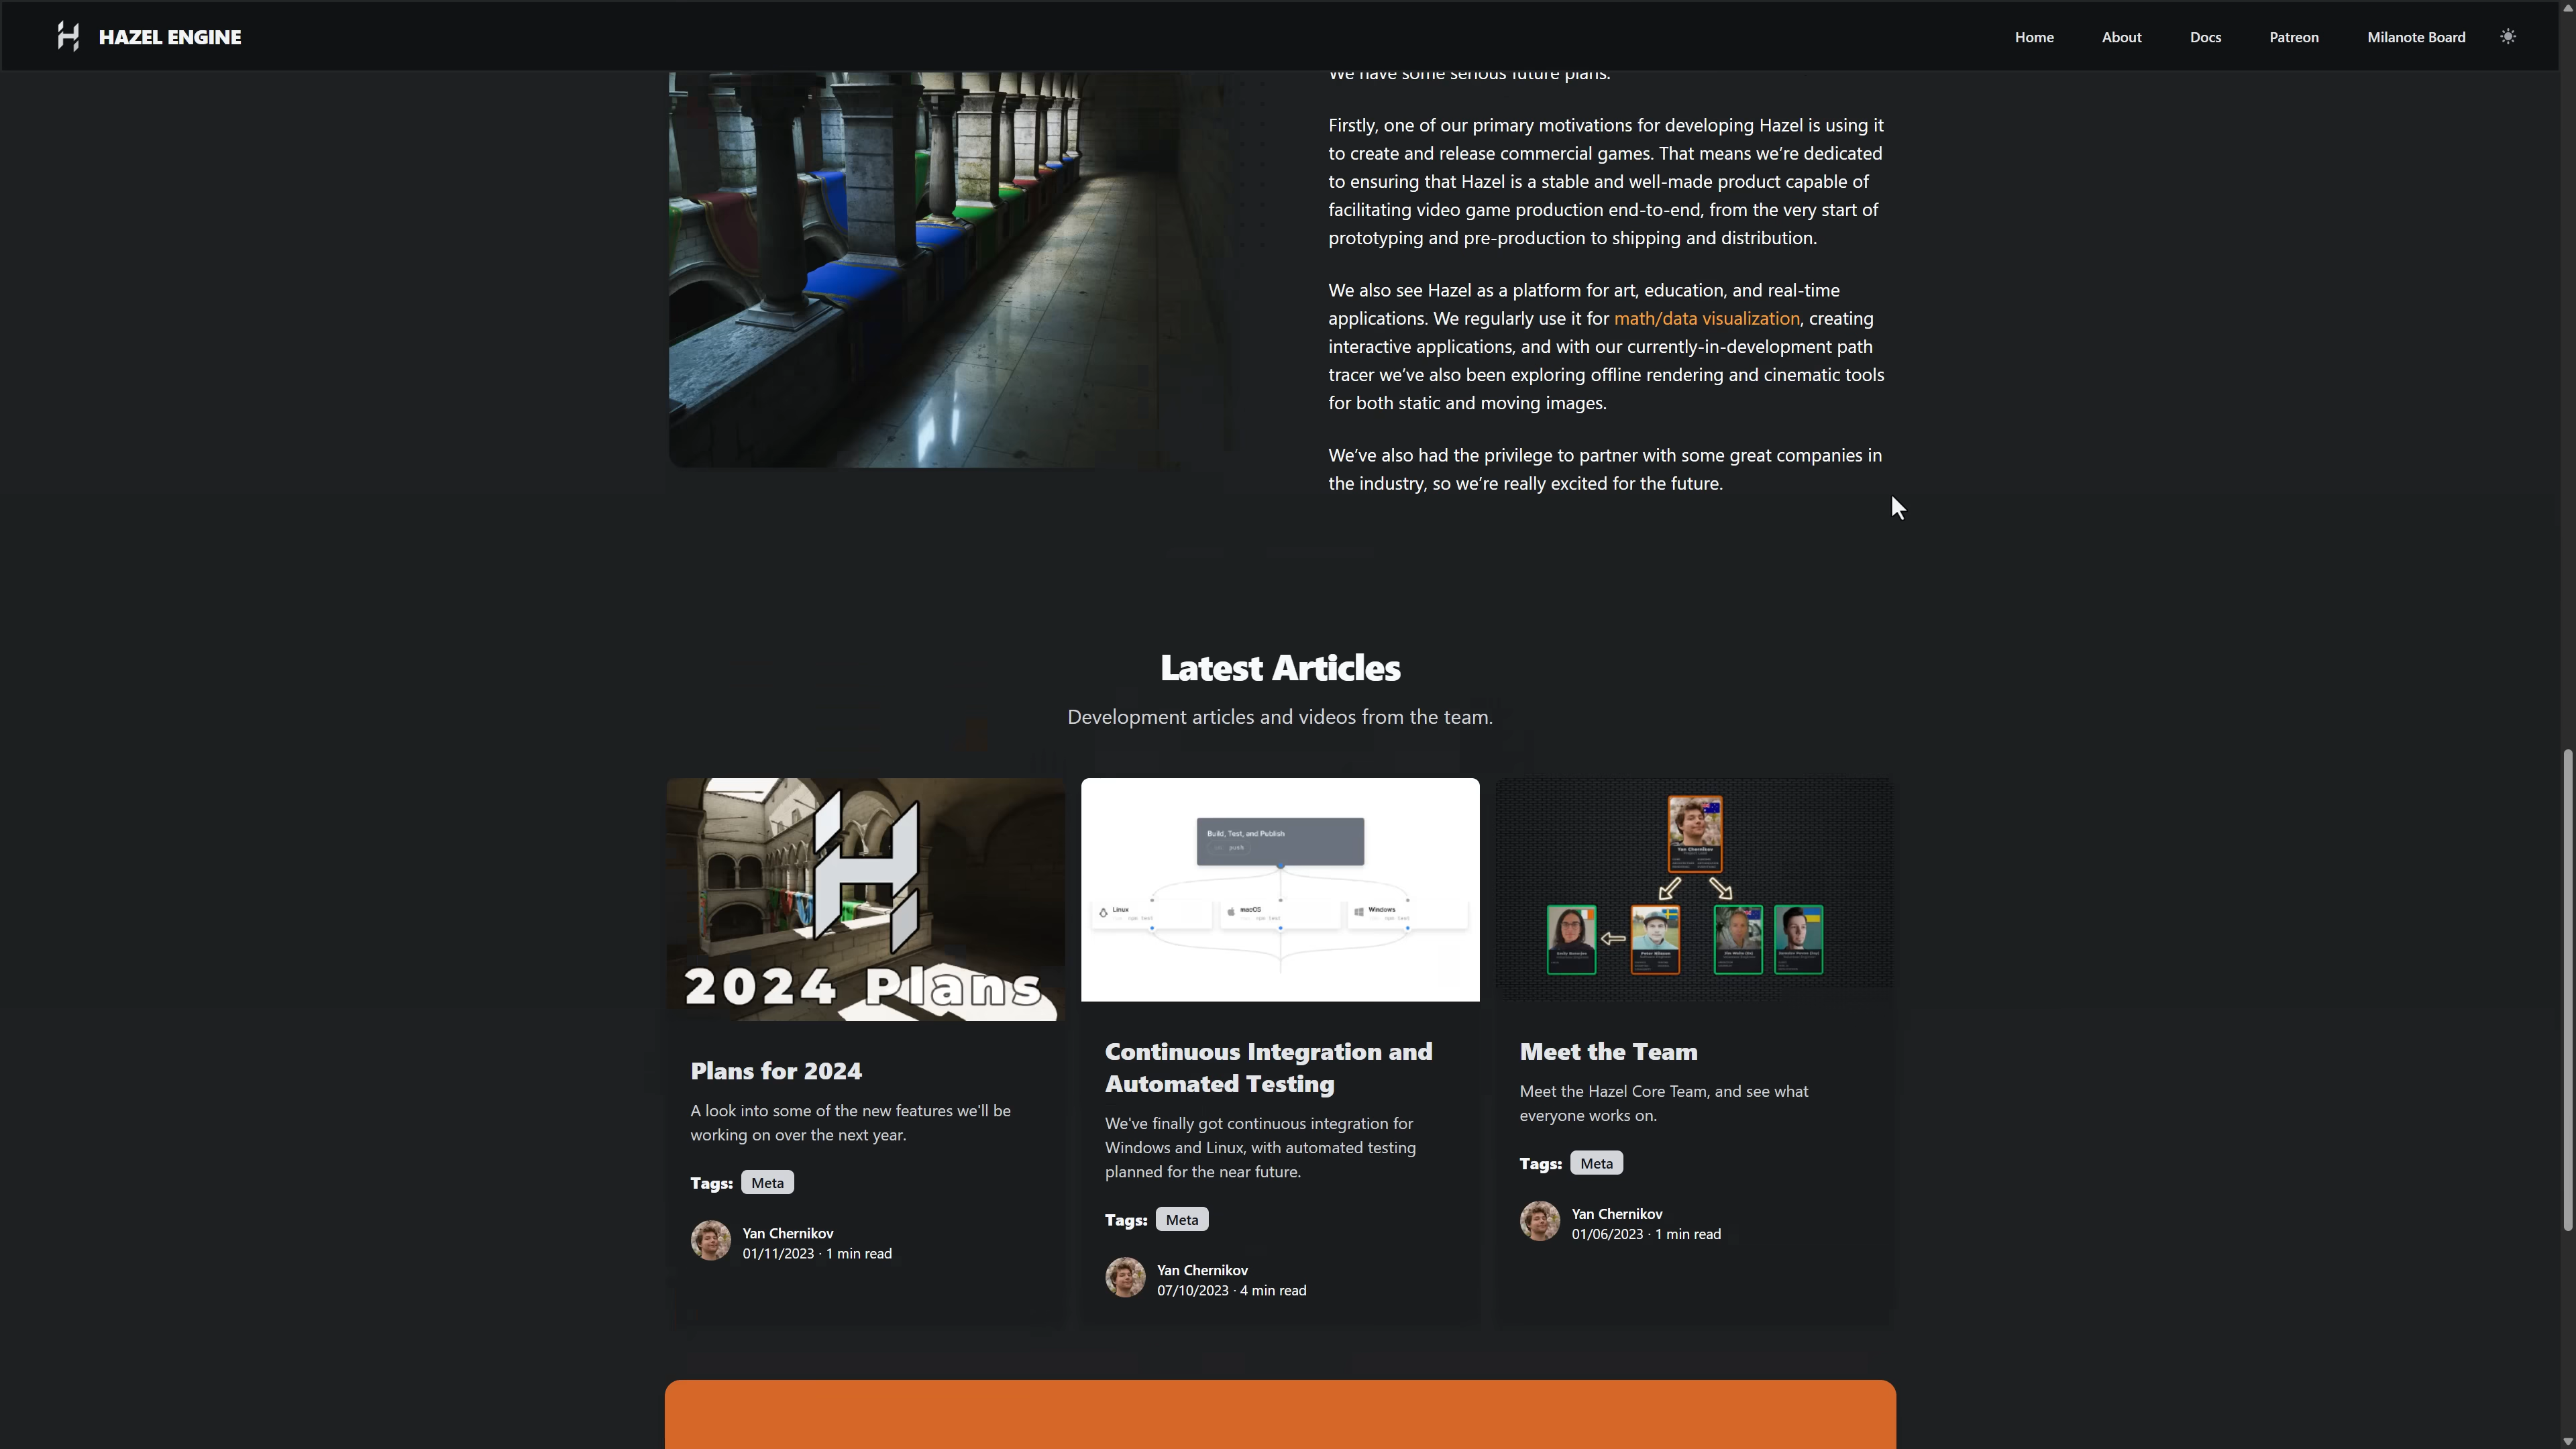 HAZEL ENGINE
Home
About
Docs
Patreon
Milanote Board
We have some serious future plans.
Firstly, one of our primary motivations for developing Hazel is using it
to create and release commercial games. That means we’re dedicated
to ensuring that Hazel is a stable and well-made product capable of
facilitating video game production end-to-end, from the very start of
prototyping and pre-production to shipping and distribution.
We also see Hazel as a platform for art, education, and real-time
applications. We regularly use it for math/data visualization, creating
interactive applications, and with our currently-in-development path
tracer we’ve also been exploring offline rendering and cinematic tools
for both static and moving images.
We’ve also had the privilege to partner with some great companies in
the industry, so we’re really excited for the future.
Latest Articles
Development articles and videos from the team.
2024 Plans
Plans for 2024
A look into some of the new features we'll be
working on over the next year.
Tags: Meta
Yan Chernikov
01/11/2023 · 1 min read
Build, Test, and Publish
push
Linux
npm test
macOS
npm test
Windows
npm test
Continuous Integration and
Automated Testing
We've finally got continuous integration for
Windows and Linux, with automated testing
planned for the near future.
Tags: Meta
Yan Chernikov
07/10/2023 · 4 min read
Yan Chernikov
Meet the Team
Meet the Hazel Core Team, and see what
everyone works on.
Tags: Meta
Yan Chernikov
01/06/2023 · 1 min read